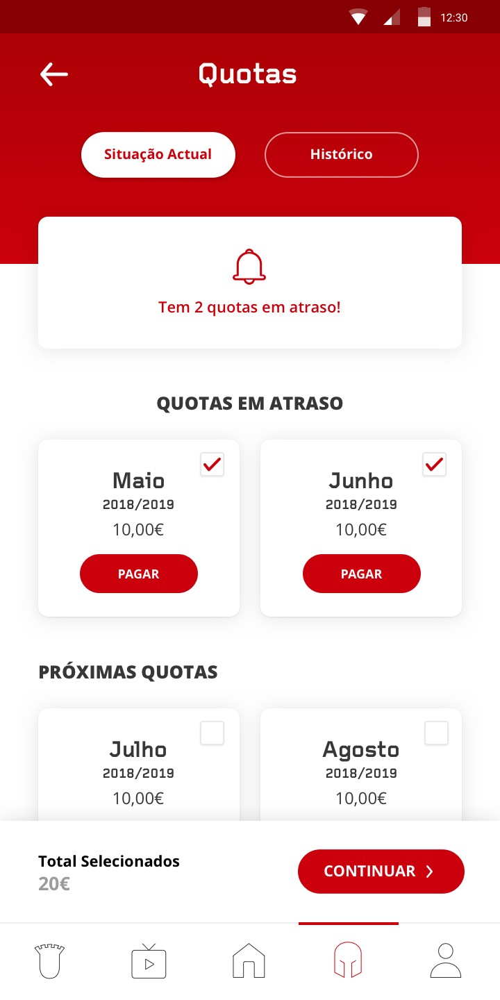 12:30
Quotas
Situação Actual
Histórico
Tem 2 quotas em atraso!
QUOTAS EM ATRASO
Maio
2018/2019
10,00€
PAGAR
Junho
2018/2019
10,00€
PAGAR
PRÓXIMAS QUOTAS
Julho
2018/2019
10,00€
Agosto
2018/2019
10,00€
Total Selecionados
20€
CONTINUAR